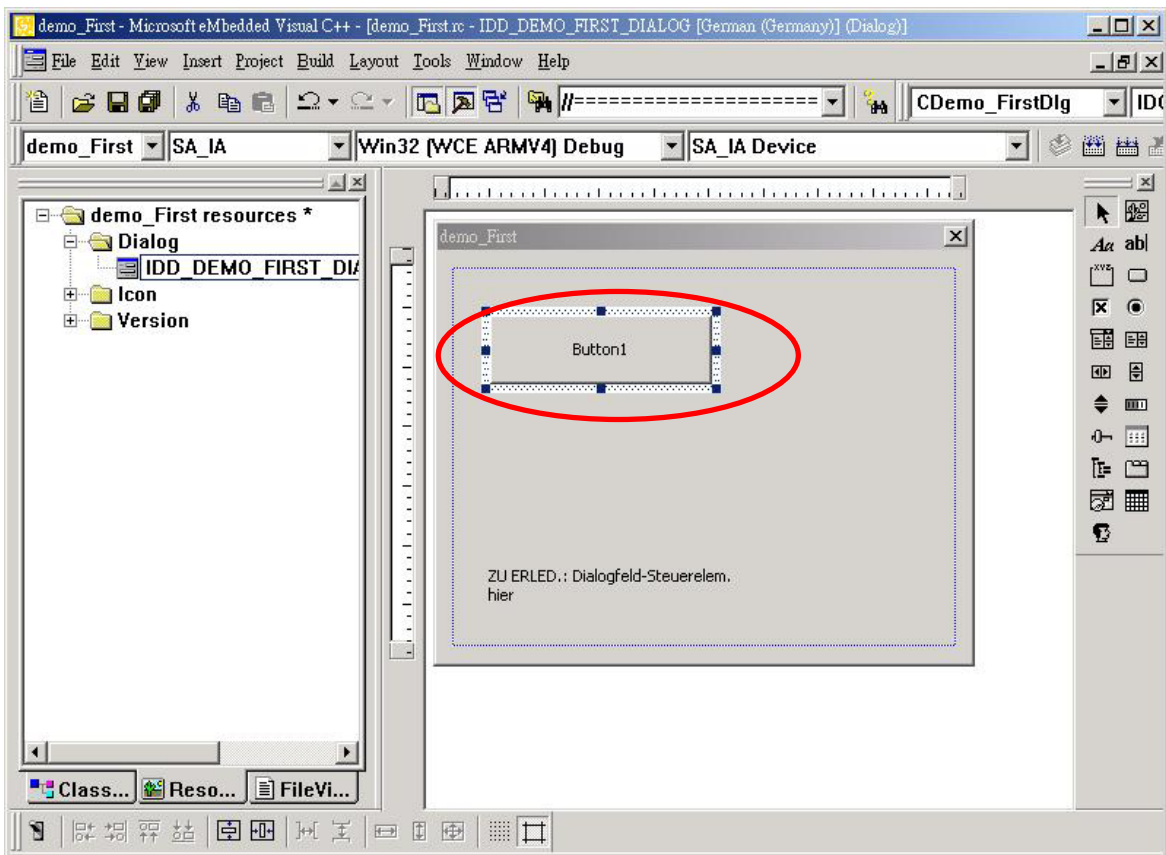 demo_First - Microsoft eMbedded Visual C++ - [demo_First.rc - IDD_DEMO_FIRST_DIALOG [German (Germany)] (Dialog)]
File Edit View Insert Project Build Layout Tools Window Help
//===================== CDemo_FirstDlg
demo_First SA_IA Win32 (WCE ARMV4) Debug SA_IA Device
demo_First resources *
Dialog
IDD_DEMO_FIRST_DIA
Icon
Version
demo_First
Button1
ZU ERLED.: Dialogfeld-Steuerelem.
hier
Aa ab|
XYZ
Class... Reso... FileVi...